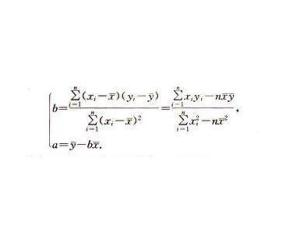 b = \frac{\sum_{i=1}^{n}(x_i-\bar{x})(y_i-\bar{y})}{\sum_{i=1}^{n}(x_i-\bar{x})^2} = \frac{\sum_{i=1}^{n}x_iy_i-n\bar{x}\bar{y}}{\sum_{i=1}^{n}x_i^2-n\bar{x}^2},
a = \bar{y}-b\bar{x}.